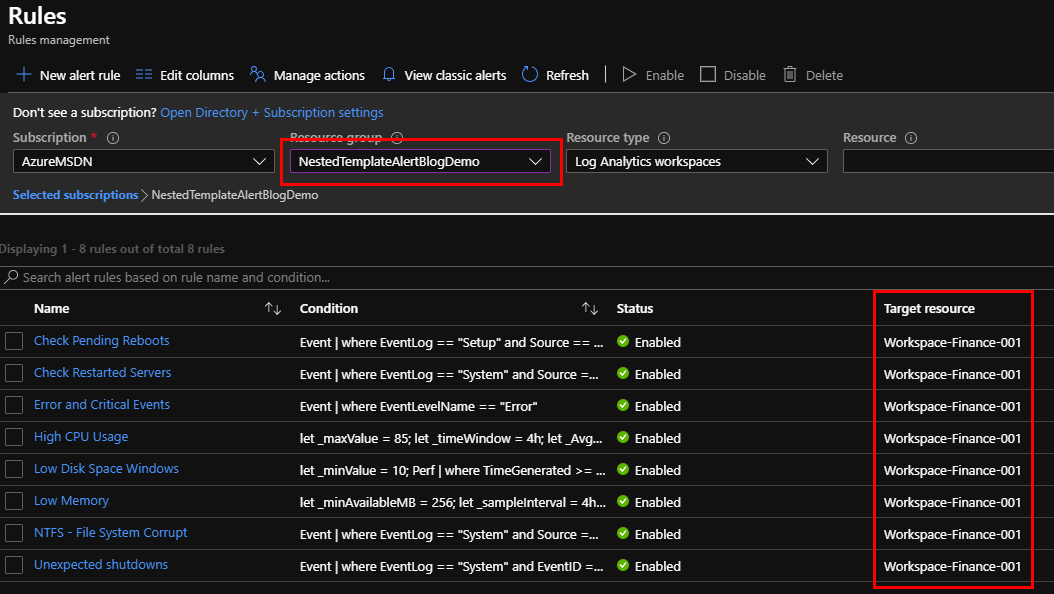 Rules
Rules management
New alert rule Edit columns Manage actions View classic alerts Refresh Enable Disable Delete
Don't see a subscription? Open Directory + Subscription settings
Subscription * Resource group Resource type Resource
AzureMSDN NestedTemplateAlertBlogDemo Log Analytics workspaces
Selected subscriptions > NestedTemplateAlertBlogDemo
Displaying 1 - 8 rules out of total 8 rules
Search alert rules based on rule name and condition...
Name Condition Status Target resource
Check Pending Reboots Event | where EventLog == "Setup" and Source == ... Enabled Workspace-Finance-001
Check Restarted Servers Event | where EventLog == "System" and Source =... Enabled Workspace-Finance-001
Error and Critical Events Event | where EventLevelName == "Error" Enabled Workspace-Finance-001
High CPU Usage let _maxValue = 85; let _timeWindow = 4h; let _Avg... Enabled Workspace-Finance-001
Low Disk Space Windows let _minValue = 10; Perf | where TimeGenerated >= ... Enabled Workspace-Finance-001
Low Memory let _minAvailableMB = 256; let _sampleInterval = 4h... Enabled Workspace-Finance-001
NTFS - File System Corrupt Event | where EventLog == "System" and Source =... Enabled Workspace-Finance-001
Unexpected shutdowns Event | where EventLog == "System" and EventID =... Enabled Workspace-Finance-001